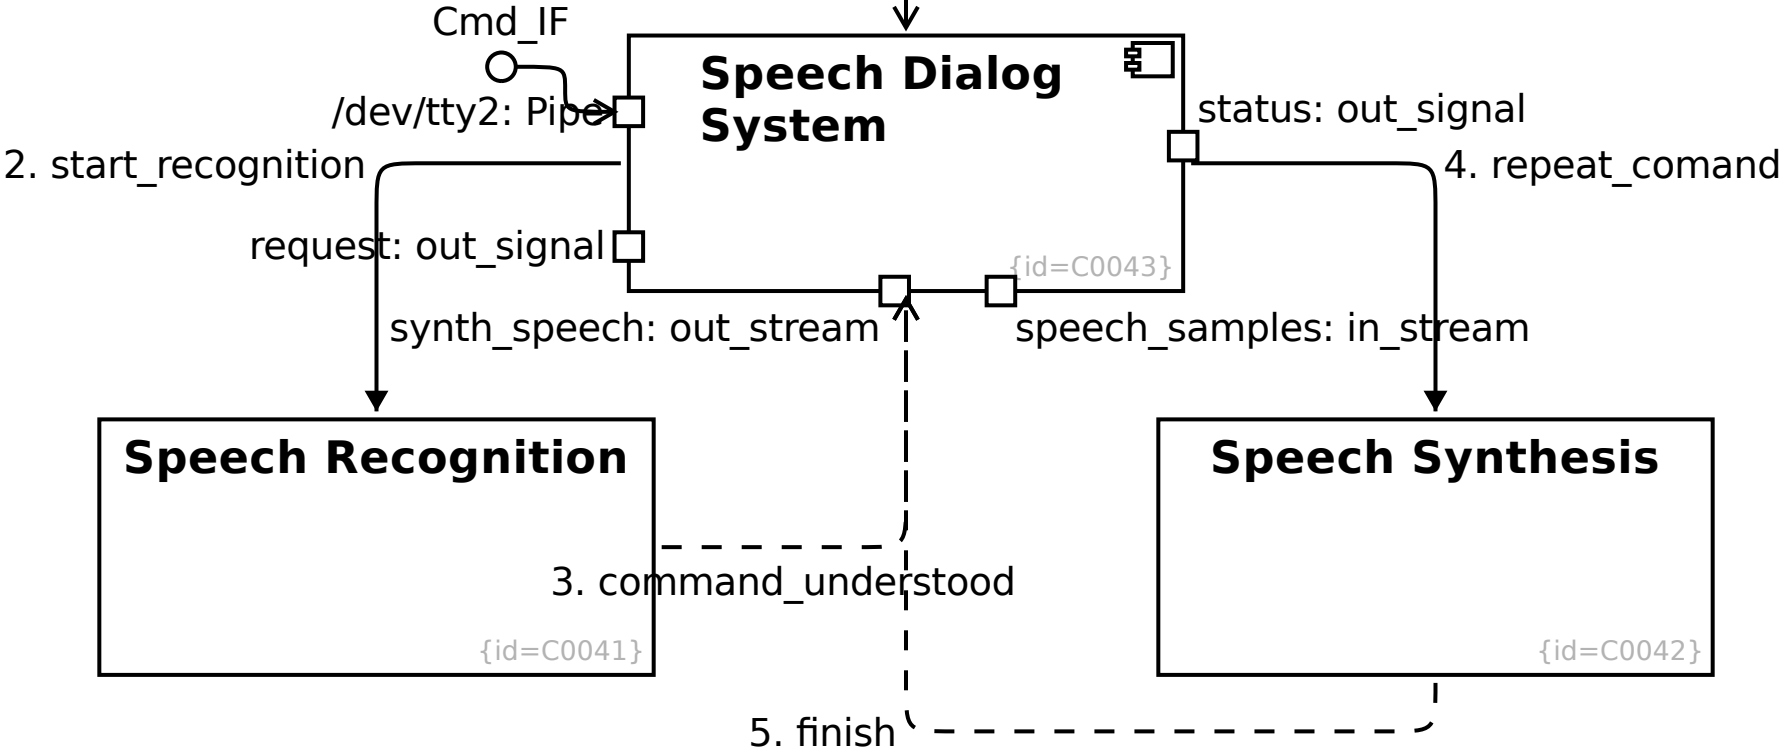 Cmd_IF
Speech Dialog
System
/dev/tty2: Pipe
status: out_signal
2. start_recognition
4. repeat_comand
request: out_signal
{id=C0043}
synth_speech: out_stream
speech_samples: in_stream
Speech Recognition
Speech Synthesis
3. command_understood
{id=C0041}
{id=C0042}
5. finish